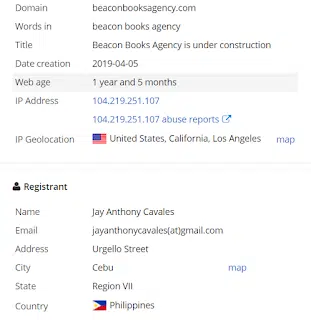 Domain beaconbooksagency.com
Words in beacon books agency
Title Beacon Books Agency is under construction
Date creation 2019-04-05
Web age 1 year and 5 months
IP Address 104.219.251.107
104.219.251.107 abuse reports
IP Geolocation United States, California, Los Angeles map
Registrant
Name Jay Anthony Cavales
Email jayanthonycavales(at)gmail.com
Address Urgello Street
City Cebu map
State Region VII
Country Philippines